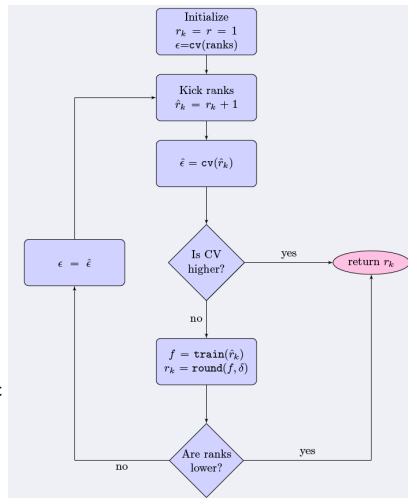 Initialize
r_k = r = 1
ϵ=cv(ranks)
Kick ranks
r̂_k = r_k + 1
ϵ̂ = cv(r̂_k)
Is CV
higher?
yes
return r_k
ϵ = ϵ̂
no
f = train(r̂_k)
r_k = round(f, δ)
Are ranks
lower?
no
yes